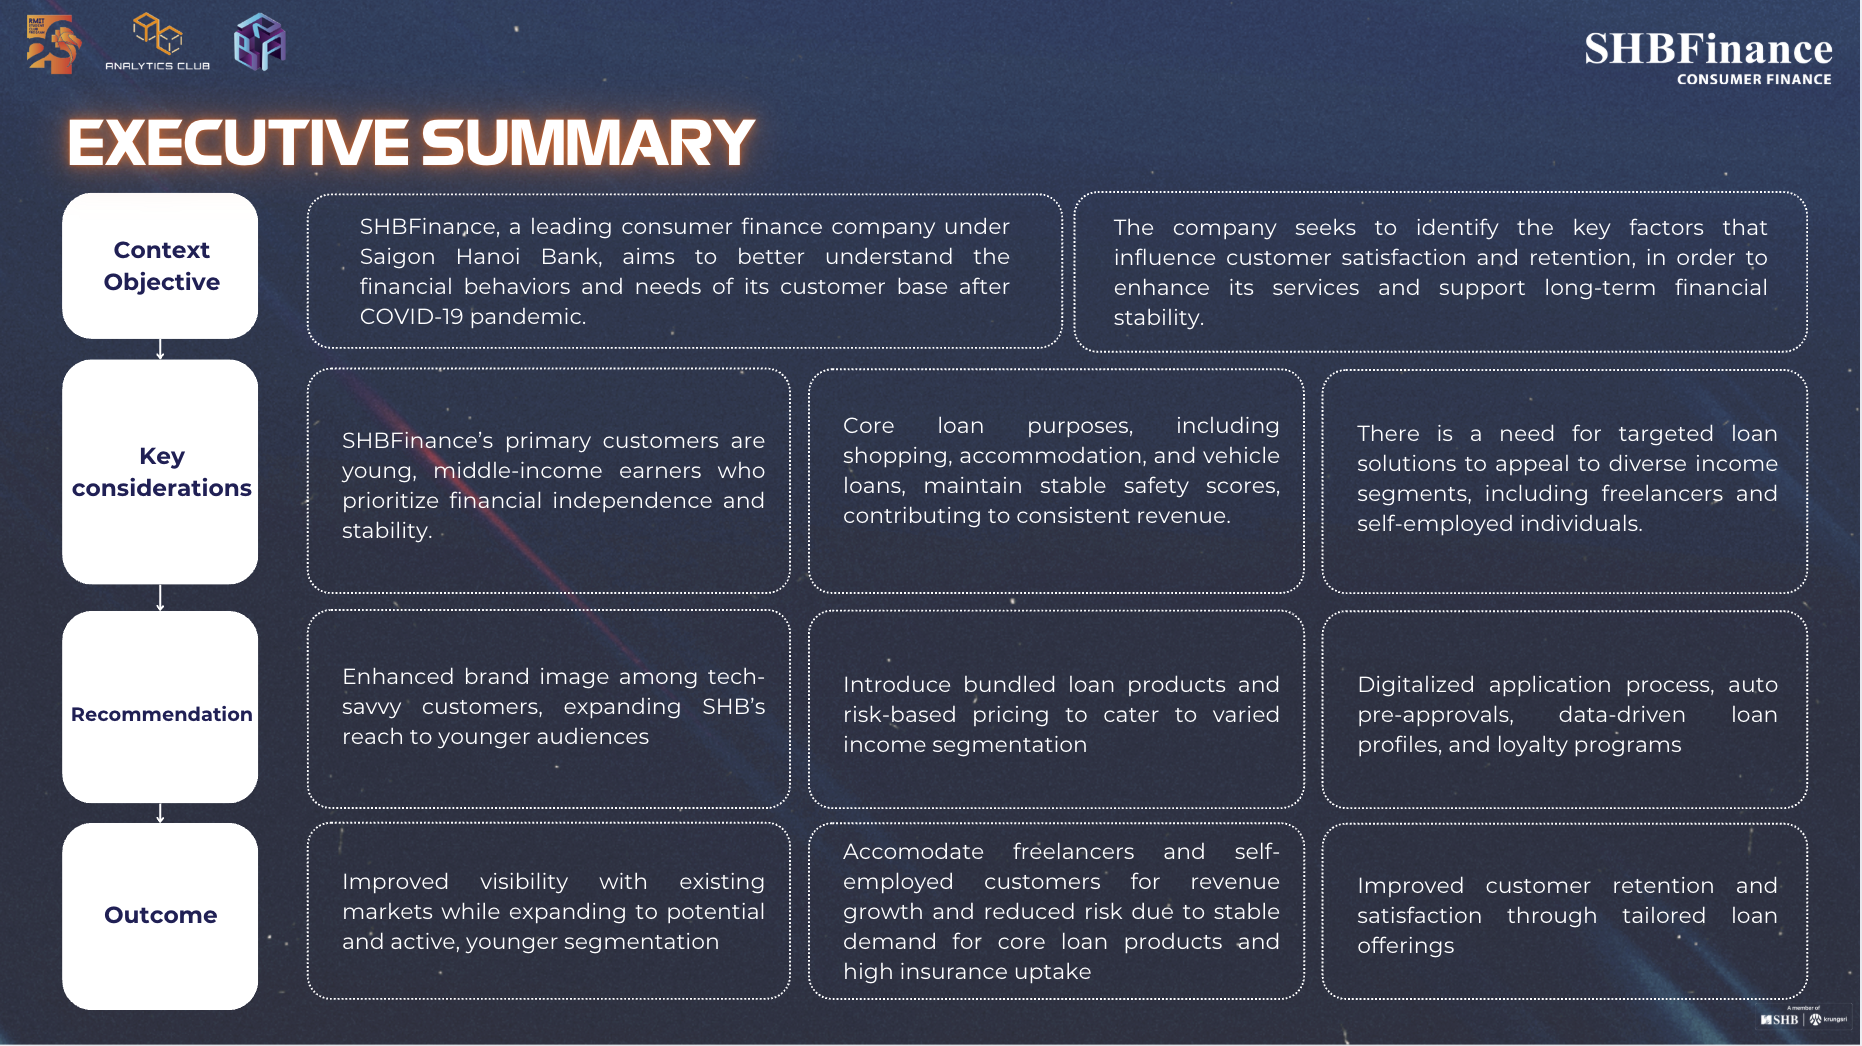 RMIT
ANALYTICS CLUB
SHBFinance
CONSUMER FINANCE
EXECUTIVE SUMMARY
Context
Objective
SHBFinance, a leading consumer finance company under
Saigon Hanoi Bank, aims to better understand the
financial behaviors and needs of its customer base after
COVID-19 pandemic.
The company seeks to identify the key factors that
influence customer satisfaction and retention, in order to
enhance its services and support long-term financial
stability.
Key
considerations
SHBFinance’s primary customers are
young, middle-income earners who
prioritize financial independence and
stability.
Core loan purposes, including
shopping, accommodation, and vehicle
loans, maintain stable safety scores,
contributing to consistent revenue.
There is a need for targeted loan
solutions to appeal to diverse income
segments, including freelancers and
self-employed individuals.
Recommendation
Enhanced brand image among tech-
savvy customers, expanding SHB’s
reach to younger audiences
Introduce bundled loan products and
risk-based pricing to cater to varied
income segmentation
Digitalized application process, auto
pre-approvals, data-driven loan
profiles, and loyalty programs
Outcome
Improved visibility with existing
markets while expanding to potential
and active, younger segmentation
Accomodate freelancers and self-
employed customers for revenue
growth and reduced risk due to stable
demand for core loan products and
high insurance uptake
Improved customer retention and
satisfaction through tailored loan
offerings
A member of
SHB krungsri